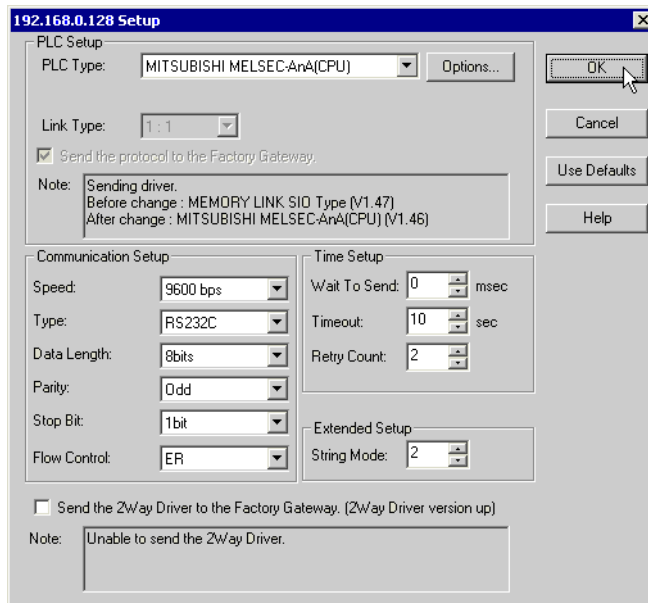 192.168.0.128 Setup
PLC Setup
PLC Type: MITSUBISHI MELSEC-AnA(CPU) Options... OK
Link Type: 1 : 1 Cancel
Send the protocol to the Factory Gateway.
Use Defaults
Note: Sending driver.
Before change : MEMORY LINK SIO Type (V1.47)
After change : MITSUBISHI MELSEC-AnA(CPU) (V1.46)
Help
Communication Setup
Speed: 9600 bps
Type: RS232C
Data Length: 8bits
Parity: Odd
Stop Bit: 1bit
Flow Control: ER
Time Setup
Wait To Send: 0 msec
Timeout: 10 sec
Retry Count: 2
Extended Setup
String Mode: 2
Send the 2Way Driver to the Factory Gateway. (2Way Driver version up)
Note: Unable to send the 2Way Driver.